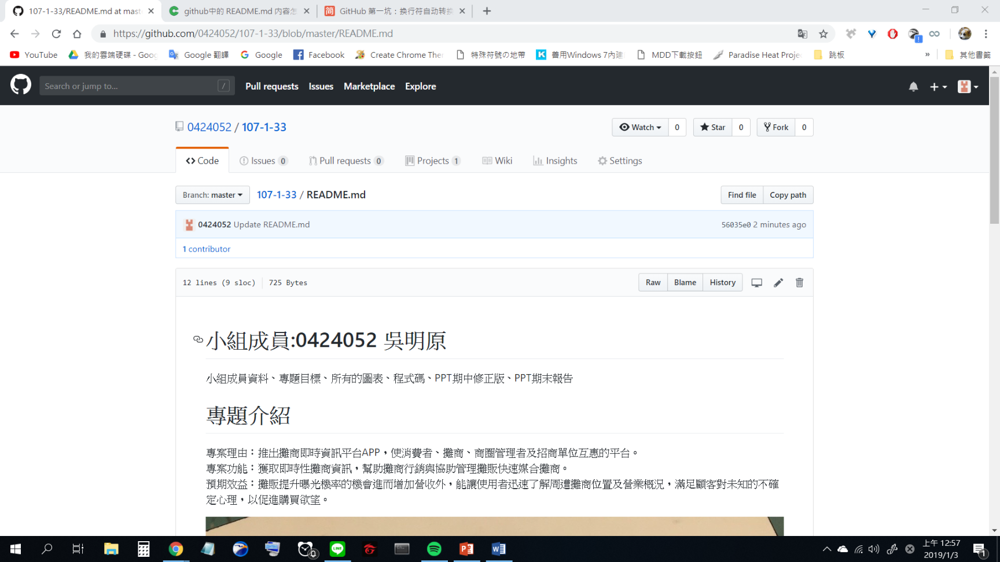 107-1-33/README.md at mast
github中的 README.md 内容怎
GitHub 第一坑：换行符自动转换
https://github.com/0424052/107-1-33/blob/master/README.md
YouTube
我的雲端硬碟 - Goog
Google 翻譯
Google
Facebook
Create Chrome Ther
特殊符號の地帶
善用Windows 7內建
MDD下載按鈕
Paradise Heat Projec
跳板
»
其他書籤
Search or jump to...
/
Pull requests
Issues
Marketplace
Explore
0424052 / 107-1-33
Watch 0
Star 0
Fork 0
Code
Issues 0
Pull requests 0
Projects 1
Wiki
Insights
Settings
Branch: master
107-1-33 / README.md
Find file
Copy path
0424052 Update README.md
56035e0 2 minutes ago
1 contributor
12 lines (9 sloc)
725 Bytes
Raw
Blame
History
小組成員:0424052 吳明原
小組成員資料、專題目標、所有的圖表、程式碼、PPT期中修正版、PPT期末報告
專題介紹
專案理由：推出攤商即時資訊平台APP，使消費者、攤商、商圈管理者及招商單位互惠的平台。
專案功能：獲取即時性攤商資訊，幫助攤商行銷與協助管理攤販快速媒合攤商。
預期效益：攤販提升曝光機率的機會進而增加營收外，能讓使用者迅速了解周遭攤商位置及營業概況，滿足顧客對未知的不確
定心理，以促進購買欲望。
上午 12:57
2019/1/3
1